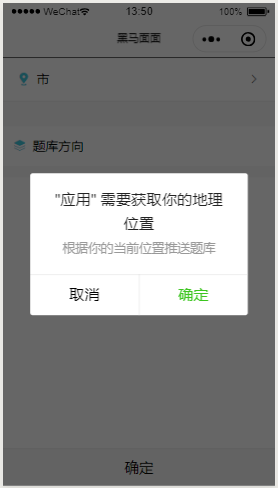 WeChat 13:50 100%
黑马面面
市
题库方向
"应用" 需要获取你的地理
位置
根据你的当前位置推送题库
取消 确定
确定